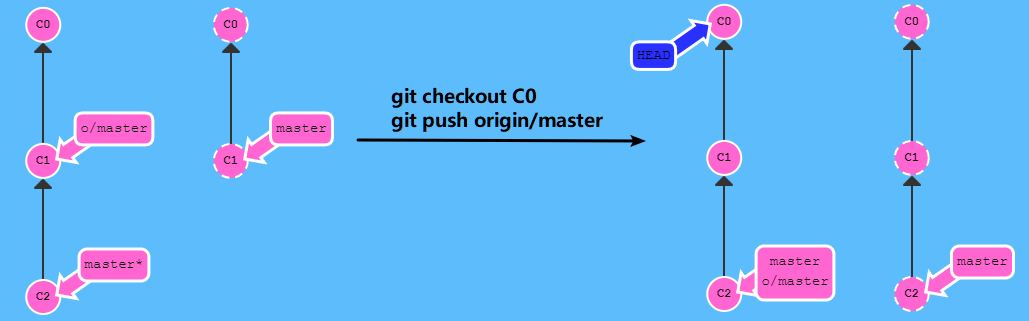 C0
C0
o/master
master
C1
C1
master*
C2
git checkout C0
git push origin/master
C0
C0
HEAD
C1
C1
master
o/master
master
C2
C2